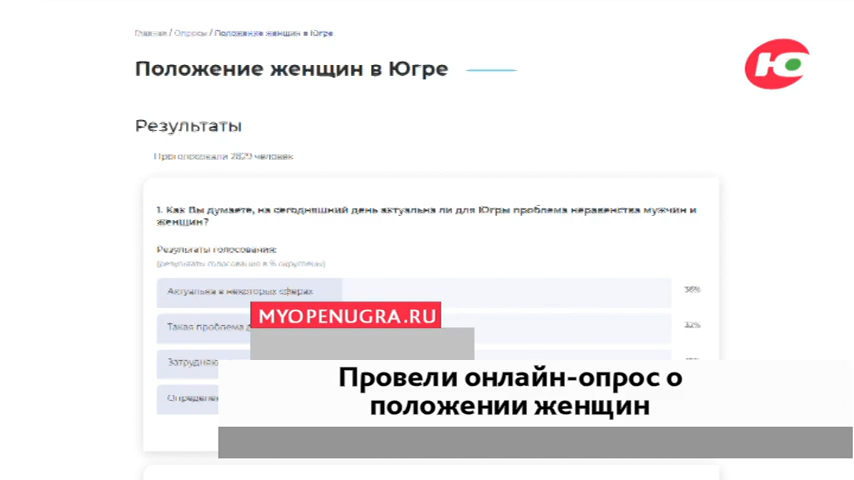 Главная / Опросы / Положение женщин в Югре
Положение женщин в Югре
Ю
Результаты
Проголосовали 2829 человек
1. Как Вы думаете, на сегодняшний день актуальна ли для Югры проблема неравенства мужчин и
женщин?
Результаты голосования:
(результаты голосования в % округлены)
Актуальна в некоторых сферах 36%
MYOPENUGRA.RU
Такая проблема 32%
Затрудняю
Провели онлайн-опрос о
положении женщин
Определен